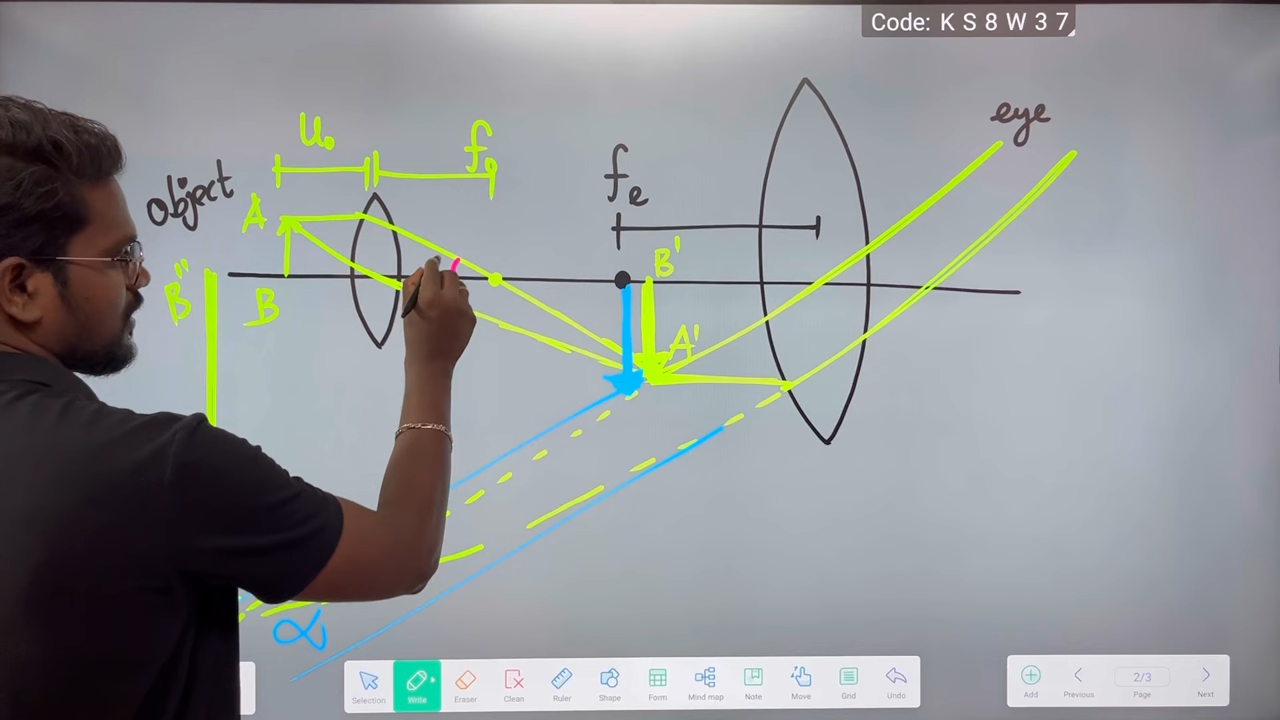 Code: K S 8 W 3 7
eye
u₀
f₀
fe
object
A
B'
B"
B
A'
α
Selection
Write
Eraser
Clean
Ruler
Shape
Form
Mind map
Note
Move
Grid
Undo
Add
Previous
2/3
Page
Next